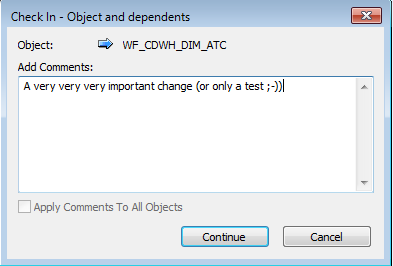 Check In - Object and dependents
Object: WF_CDWH_DIM_ATC
Add Comments:
A very very very important change (or only a test ;-))
Apply Comments To All Objects
Continue Cancel